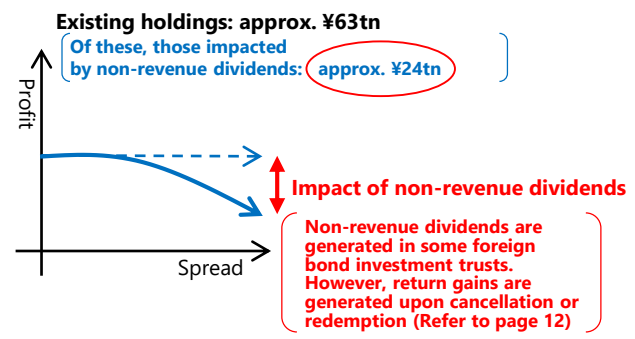 Existing holdings: approx. ¥63tn
Of these, those impacted
by non-revenue dividends: approx. ¥24tn
Profit
Impact of non-revenue dividends
Non-revenue dividends are
generated in some foreign
bond investment trusts.
However, return gains are
generated upon cancellation or
redemption (Refer to page 12)
Spread